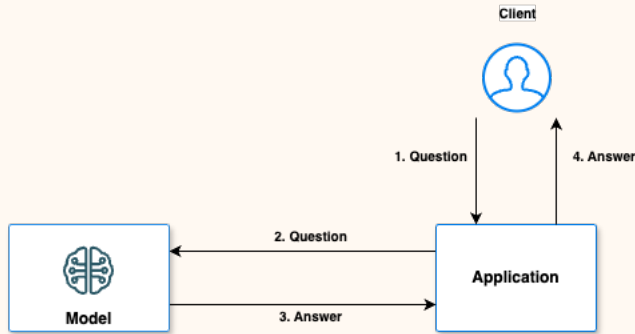 Client
1. Question
4. Answer
2. Question
Application
3. Answer
Model